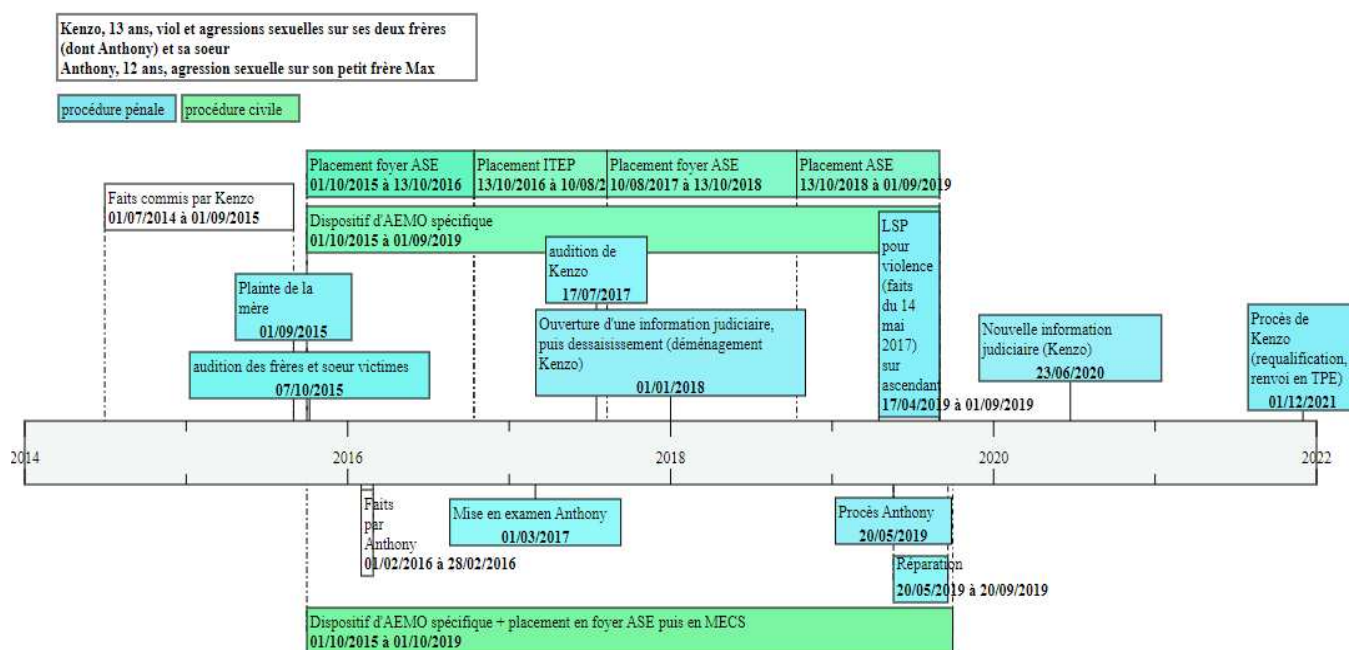 Kenzo, 13 ans, viol et agressions sexuelles sur ses deux frères
(dont Anthony) et sa soeur
Anthony, 12 ans, agression sexuelle sur son petit frère Max
procédure pénale
procédure civile
Placement foyer ASE
01/10/2015 à 13/10/2016
Placement ITEP
13/10/2016 à 10/08/2
Placement foyer ASE
10/08/2017 à 13/10/2018
Placement ASE
13/10/2018 à 01/09/2019
Faits commis par Kenzo
01/07/2014 à 01/09/2015
Dispositif d'AEMO spécifique
01/10/2015 à 01/09/2019
LSP
pour
violence
(faits
du 14
mai
2017)
sur
ascendant
17/04/2019 à 01/09/2019
audition de
Kenzo
17/07/2017
Plainte de la
mère
01/09/2015
Ouverture d'une information judiciaire,
puis dessaisissement (déménagement
Kenzo)
01/01/2018
Nouvelle information
judiciaire (Kenzo)
23/06/2020
Procès de
Kenzo
(requalification,
renvoi en TPE)
01/12/2021
audition des frères et soeur victimes
07/10/2015
2014
2016
2018
2020
2022
Faits
par
Anthony
01/02/2016 à 28/02/2016
Mise en examen Anthony
01/03/2017
Procès Anthony
20/05/2019
Réparation
20/05/2019 à 20/09/2019
Dispositif d'AEMO spécifique + placement en foyer ASE puis en MECS
01/10/2015 à 01/10/2019